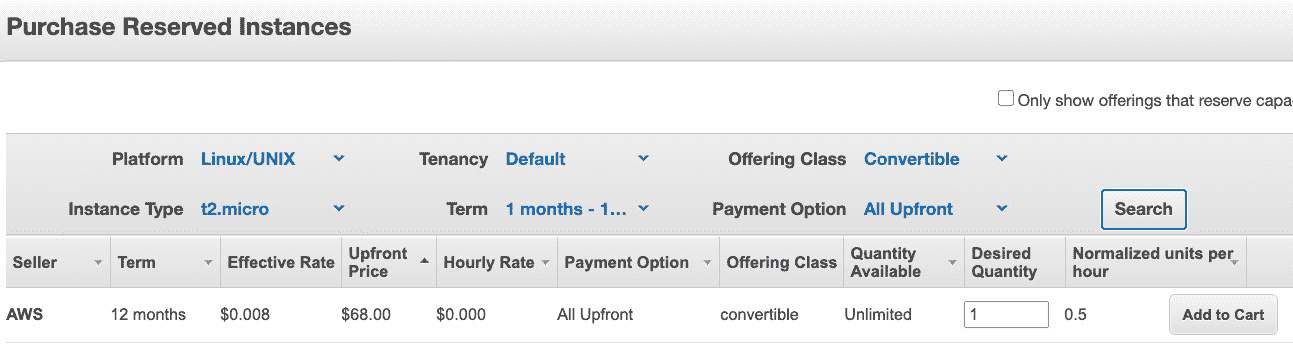 Purchase Reserved Instances
Only show offerings that reserve capa
Platform Linux/UNIX Tenancy Default Offering Class Convertible
Instance Type t2.micro Term 1 months - 1... Payment Option All Upfront Search
Seller Term Effective Rate Upfront Price Hourly Rate Payment Option Offering Class Quantity Available Desired Quantity Normalized units per hour
AWS 12 months $0.008 $68.00 $0.000 All Upfront convertible Unlimited 1 0.5 Add to Cart